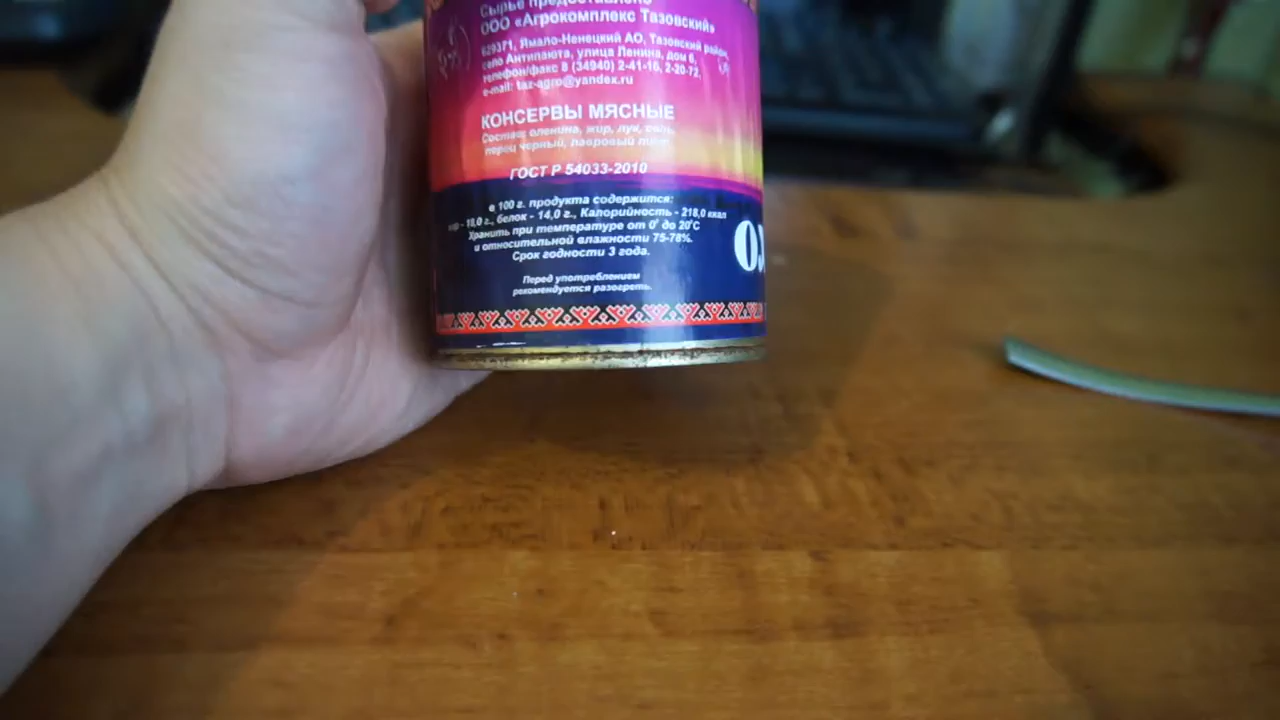 Сырье предоставлено
ООО «Агрокомплекс Тазовский»
629371, Ямало-Ненецкий АО, Тазовский район,
село Антипаюта, улица Ленина, дом 6,
телефон/факс 8 (34940) 2-41-16, 2-20-72,
e-mail: taz-agro@yandex.ru
КОНСЕРВЫ МЯСНЫЕ
Состав: оленина, жир, лук, соль,
перец черный, лавровый лист
ГОСТ Р 54033-2010
в 100 г. продукта содержится:
жир - 18,0 г., белок - 14,0 г., Калорийность - 218,0 ккал
Хранить при температуре от 0° до 20°С
и относительной влажности 75-78%.
Срок годности 3 года.
Перед употреблением
рекомендуется разогреть.